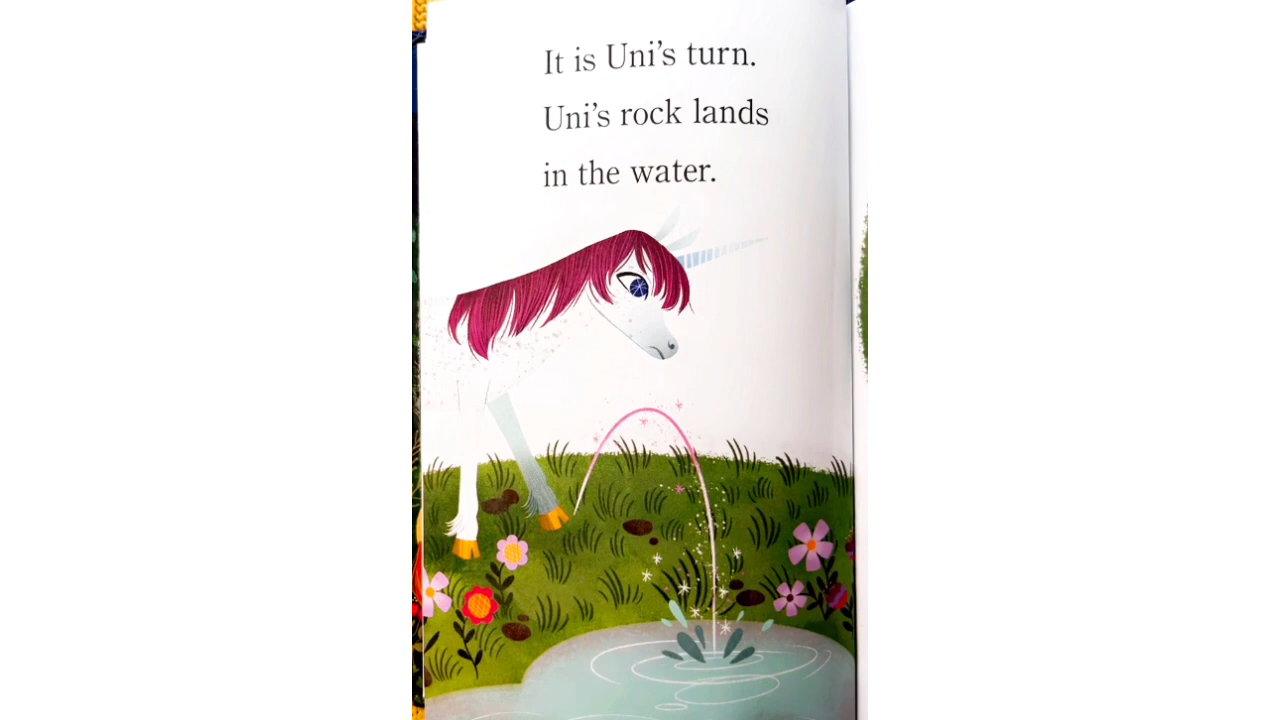 It is Uni’s turn.
Uni’s rock lands
in the water.